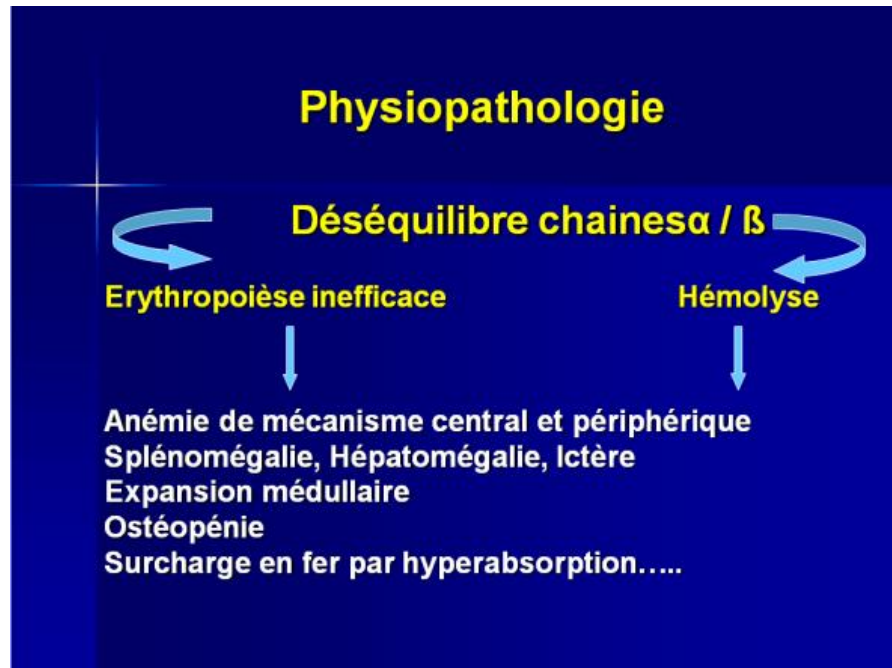 Physiopathologie
Déséquilibre chainesα / ß
Erythropoièse inefficace
Hémolyse
Anémie de mécanisme central et périphérique
Splénomégalie, Hépatomégalie, Ictère
Expansion médullaire
Ostéopénie
Surcharge en fer par hyperabsorption…..